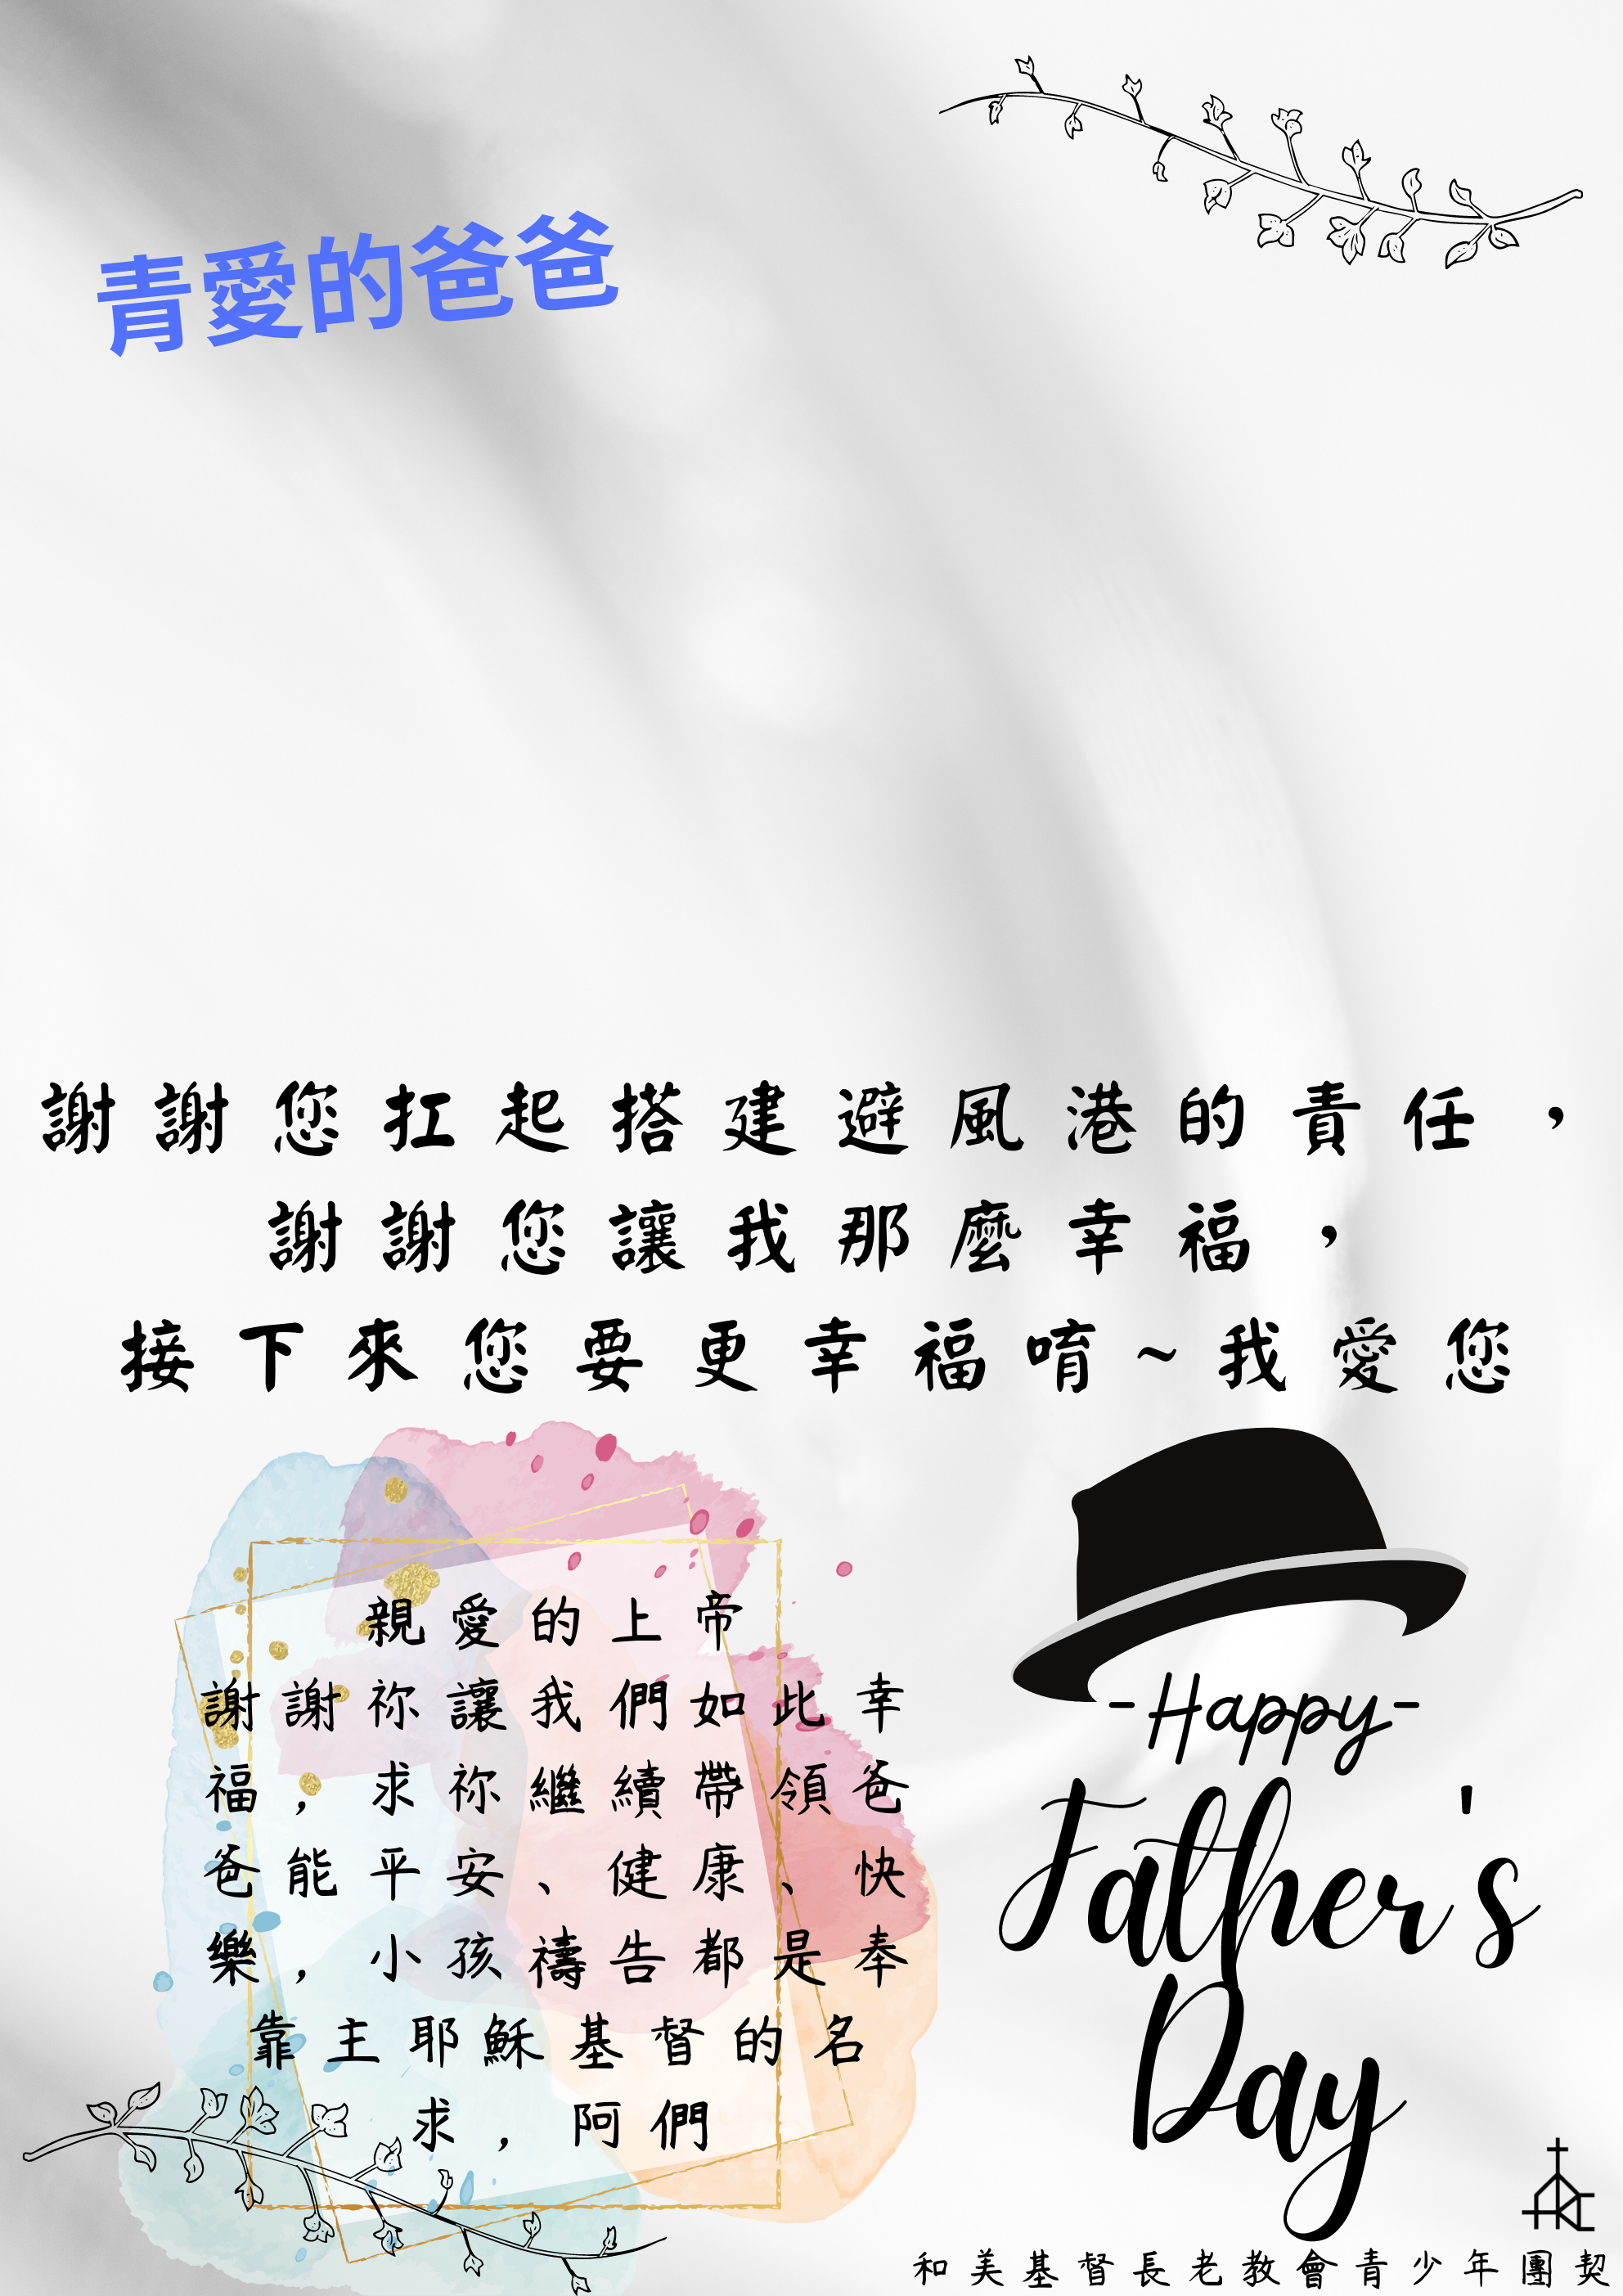 青愛的爸爸
謝謝您扛起搭建避風港的責任，
謝謝您讓我那麼幸福，
接下來您要更幸福唷~我愛您
親愛的上帝
謝謝祢讓我們如此幸
福，求祢繼續帶領爸
爸能平安、健康、快
樂，小孩禱告都是奉
靠主耶穌基督的名
求，阿們
-Happy-
Father's
Day
和美基督長老教會青少年團契